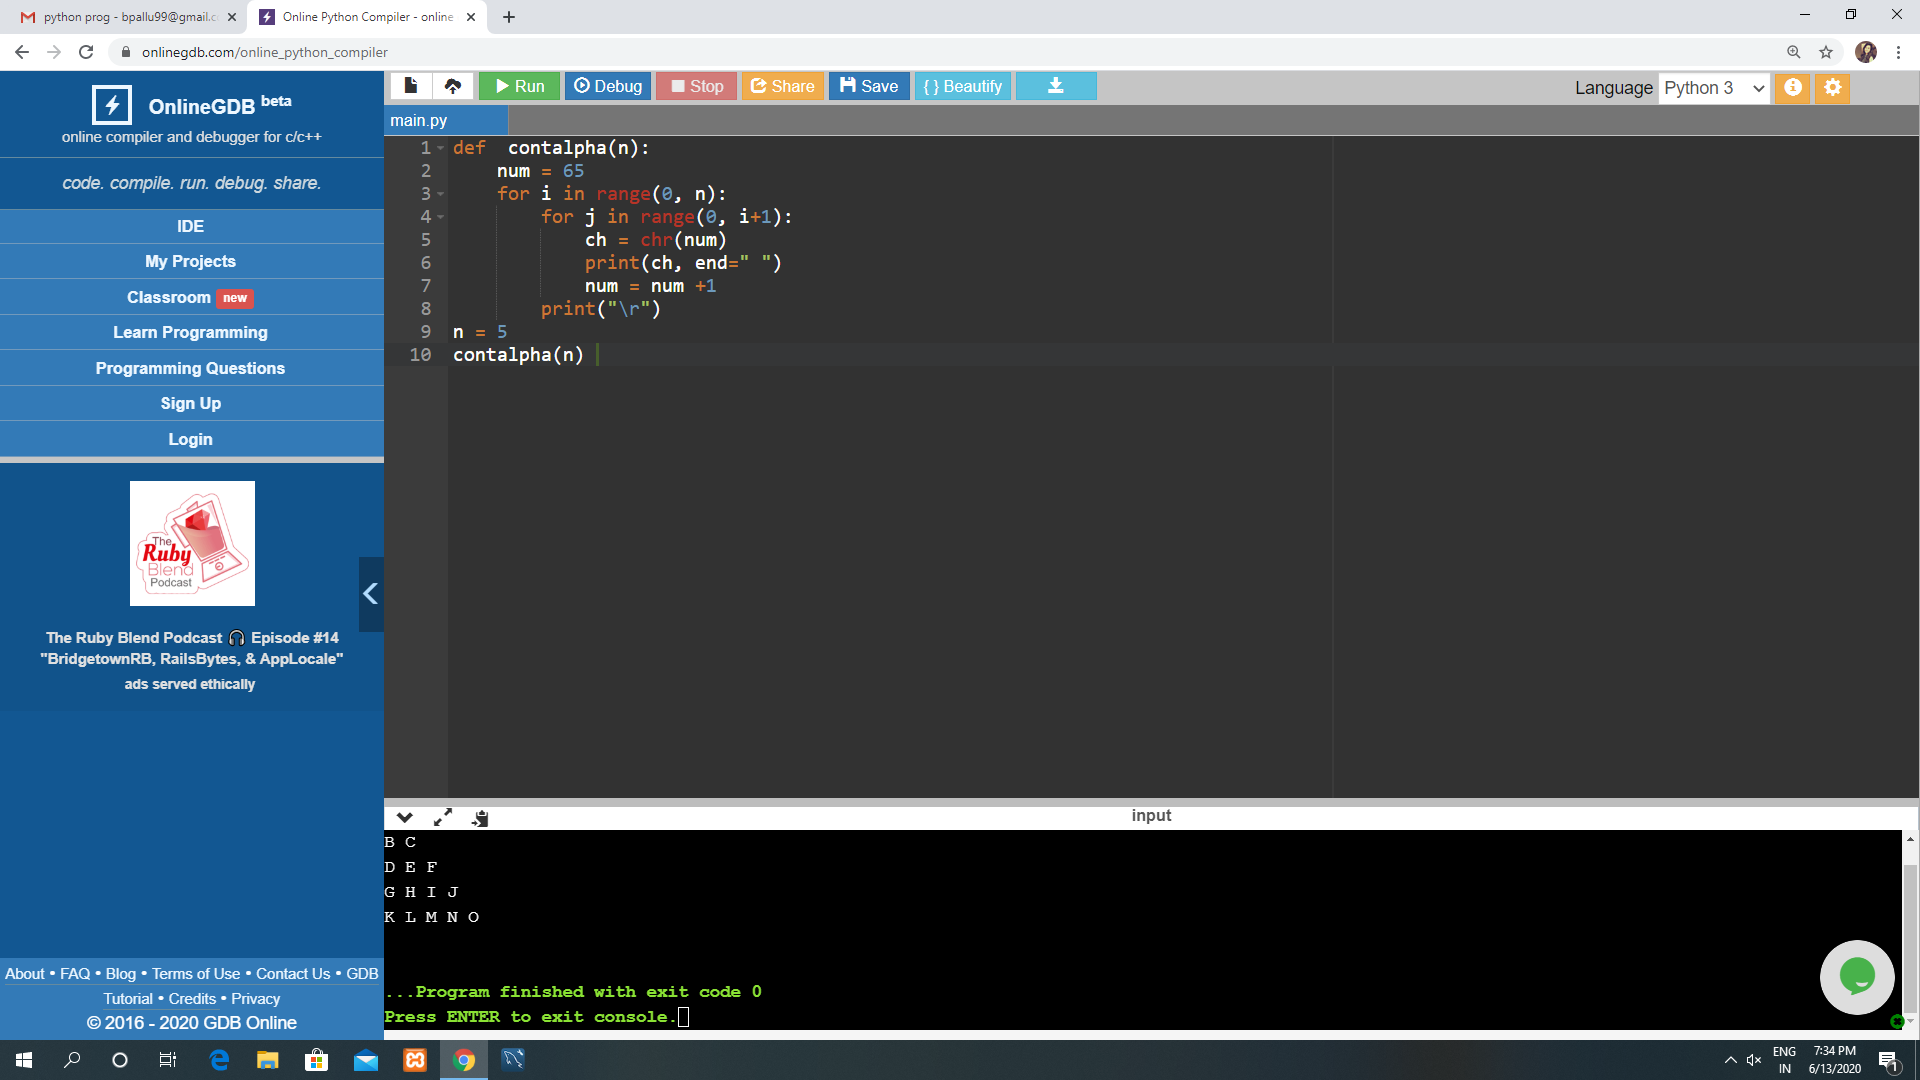 python prog - bpallu99@gmail.c
Online Python Compiler - online
onlinegdb.com/online_python_compiler
OnlineGDB beta
online compiler and debugger for c/c++
code. compile. run. debug. share.
IDE
My Projects
Classroom new
Learn Programming
Programming Questions
Sign Up
Login
The
Ruby
Blend
Podcast
The Ruby Blend Podcast 🎧 Episode #14
"BridgetownRB, RailsBytes, & AppLocale"
ads served ethically
About • FAQ • Blog • Terms of Use • Contact Us • GDB
Tutorial • Credits • Privacy
© 2016 - 2020 GDB Online
Run Debug Stop Share Save { } Beautify
Language Python 3
main.py
1 def  contalpha(n):
2     num = 65
3     for i in range(0, n):
4         for j in range(0, i+1):
5             ch = chr(num)
6             print(ch, end=" ")
7             num = num +1
8         print("\r")
9 n = 5
10 contalpha(n)
input
B C
D E F
G H I J
K L M N O
...Program finished with exit code 0
Press ENTER to exit console.
ENG
IN
7:34 PM
6/13/2020
1